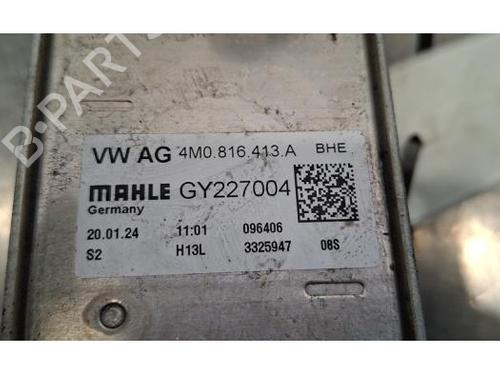 B-PARTS
VW AG 4M0.816.413.A BHE
MAHLE GY227004
Germany
20.01.24 11:01 096406
S2 H13L 3325947 08S